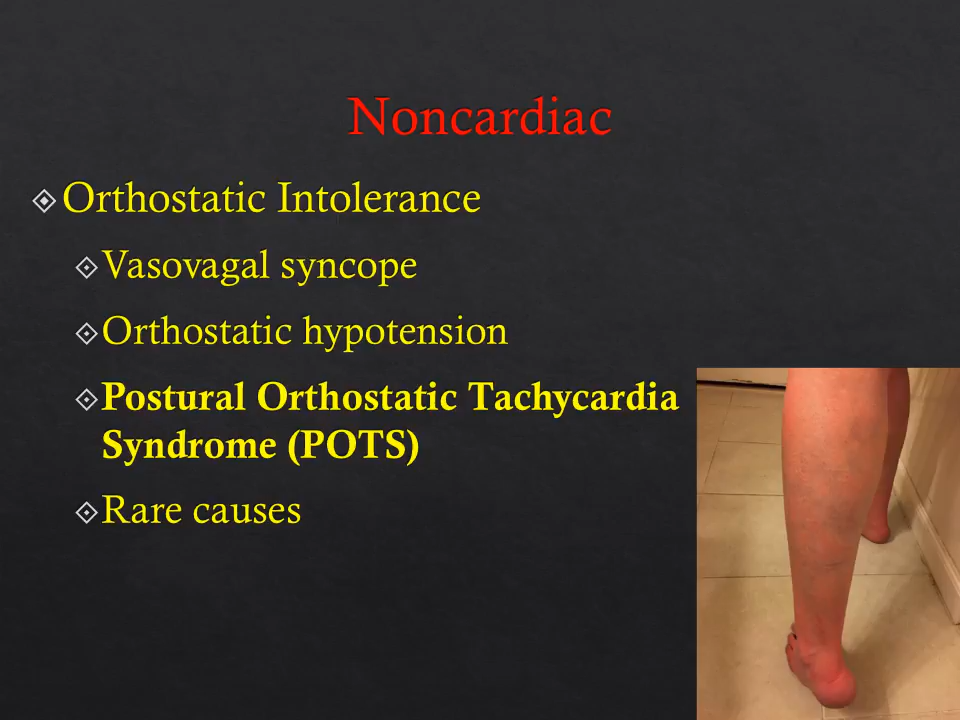 Noncardiac
Orthostatic Intolerance
Vasovagal syncope
Orthostatic hypotension
Postural Orthostatic Tachycardia
Syndrome (POTS)
Rare causes